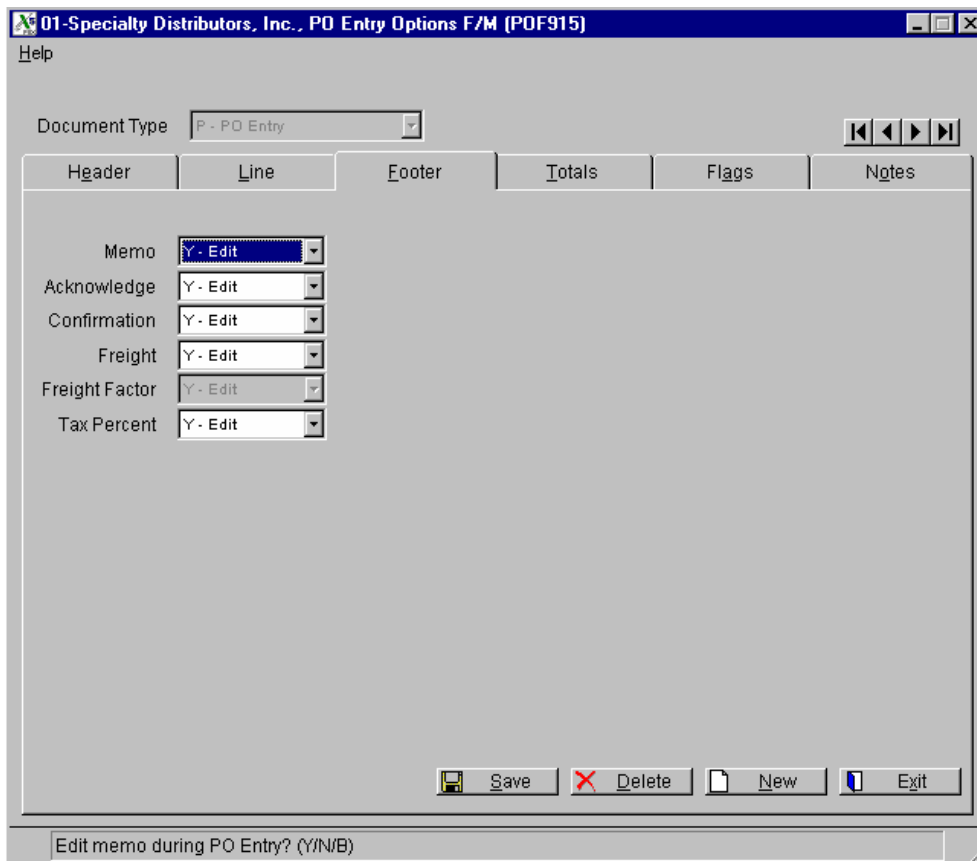 01-Specialty Distributors, Inc., PO Entry Options F/M (POF915)
Help
Document Type P - PO Entry
Header Line Footer Totals Flags Notes
Memo Y - Edit
Acknowledge Y - Edit
Confirmation Y - Edit
Freight Y - Edit
Freight Factor Y - Edit
Tax Percent Y - Edit
Save Delete New Exit
Edit memo during PO Entry? (Y/N/B)